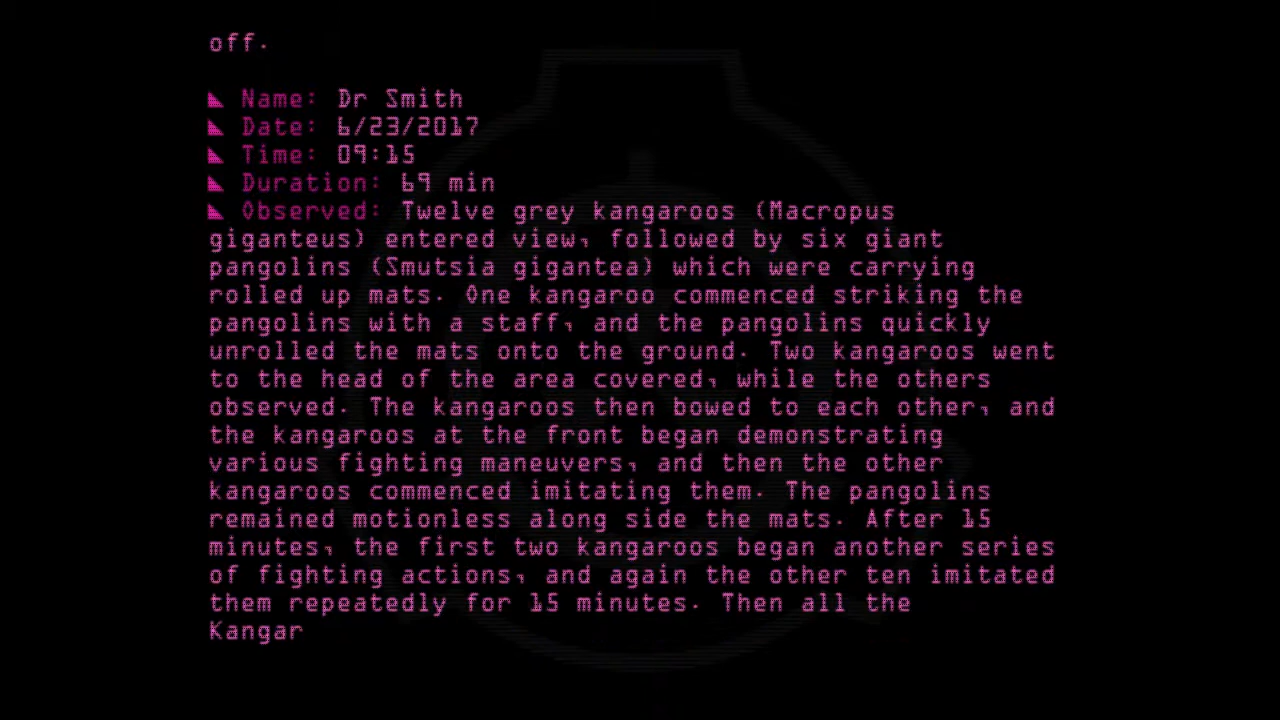 off.
Name: Dr Smith
Date: 6/23/2017
Time: 09:15
Duration: 69 min
Observed: Twelve grey kangaroos (Macropus
giganteus) entered view, followed by six giant
pangolins (Smutsia gigantea) which were carrying
rolled up mats. One kangaroo commenced striking the
pangolins with a staff, and the pangolins quickly
unrolled the mats onto the ground. Two kangaroos went
to the head of the area covered, while the others
observed. The kangaroos then bowed to each other, and
the kangaroos at the front began demonstrating
various fighting maneuvers, and then the other
kangaroos commenced imitating them. The pangolins
remained motionless along side the mats. After 15
minutes, the first two kangaroos began another series
of fighting actions, and again the other ten imitated
them repeatedly for 15 minutes. Then all the
Kangar